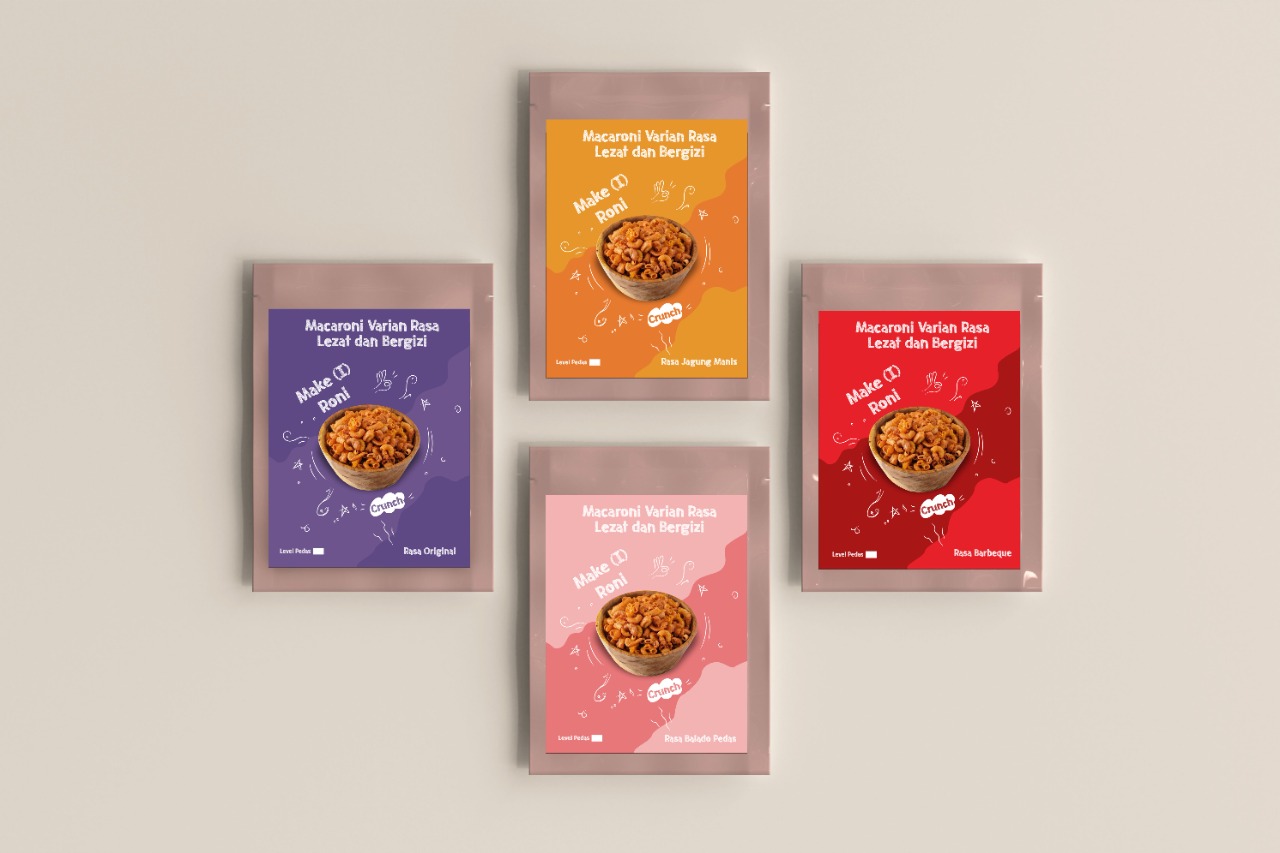 Macaroni Varian Rasa
Lezat dan Bergizi
Make (I)
Roni
Crunch
Level Pedas
Rasa Jagung Manis
Macaroni Varian Rasa
Lezat dan Bergizi
Make (I)
Roni
Crunch
Level Pedas
Rasa Original
Macaroni Varian Rasa
Lezat dan Bergizi
Make (I)
Roni
Crunch
Level Pedas
Rasa Barbeque
Macaroni Varian Rasa
Lezat dan Bergizi
Make (I)
Roni
Crunch
Level Pedas
Rasa Balado Pedas